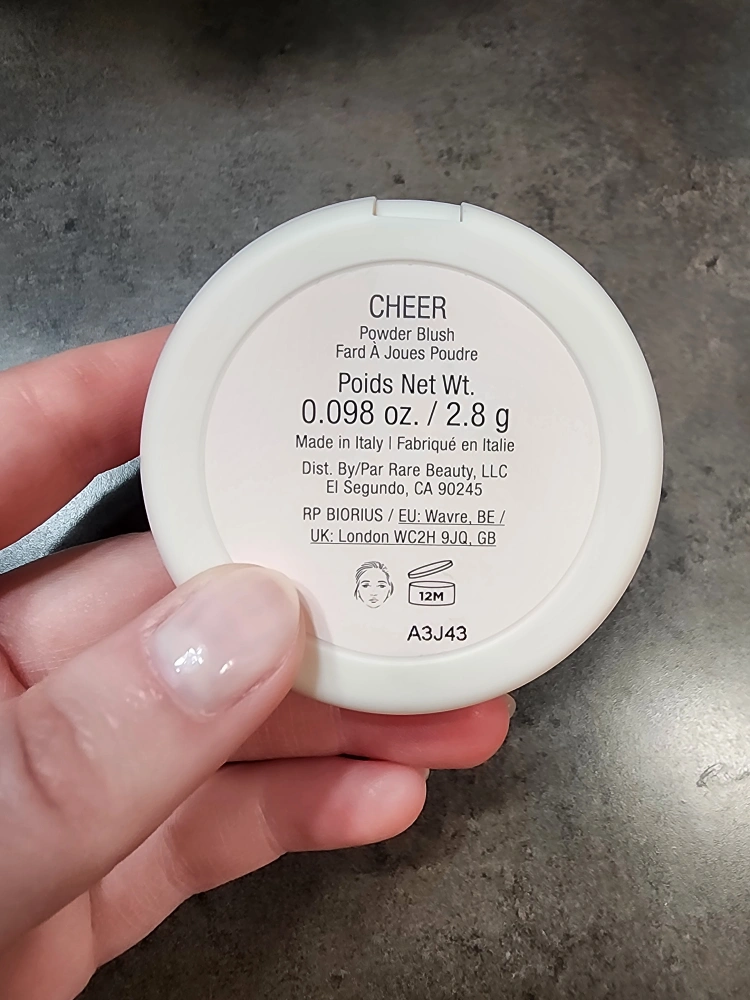 CHEER
Powder Blush
Fard À Joues Poudre
Poids Net Wt.
0.098 oz. / 2.8 g
Made in Italy | Fabriqué en Italie
Dist. By/Par Rare Beauty, LLC
El Segundo, CA 90245
RP BIORIUS / EU: Wavre, BE /
UK: London WC2H 9JQ, GB
12M
A3J43